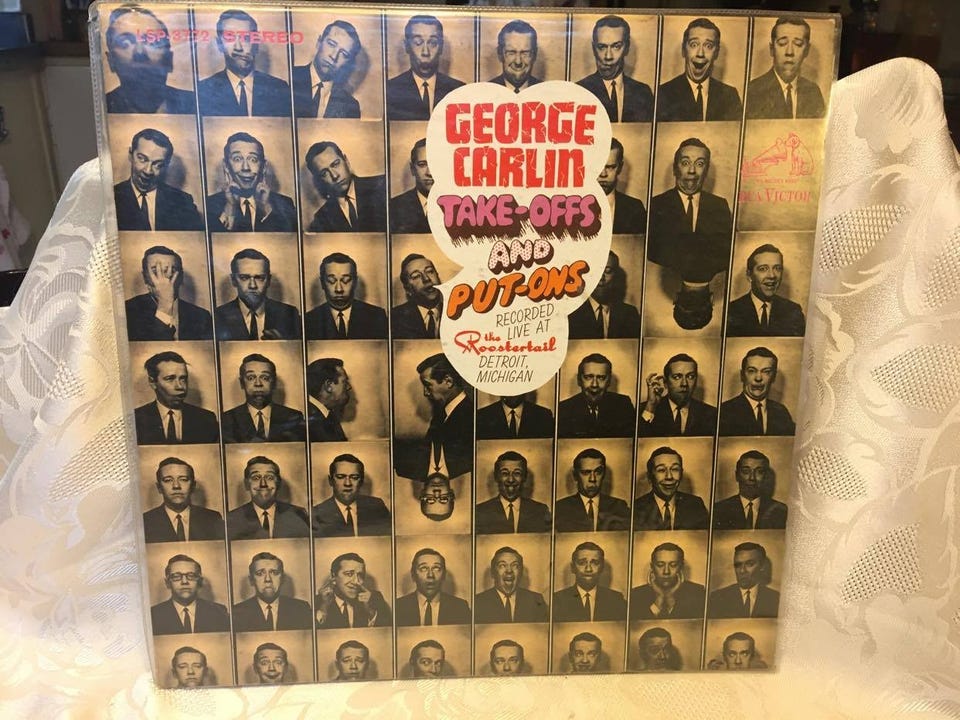 LSP-3772 STEREO
GEORGE
CARLIN
TAKE-OFFS
AND
PUT-ONS
RECORDED
LIVE AT
the
Roostertail
DETROIT,
MICHIGAN
RCA VICTOR